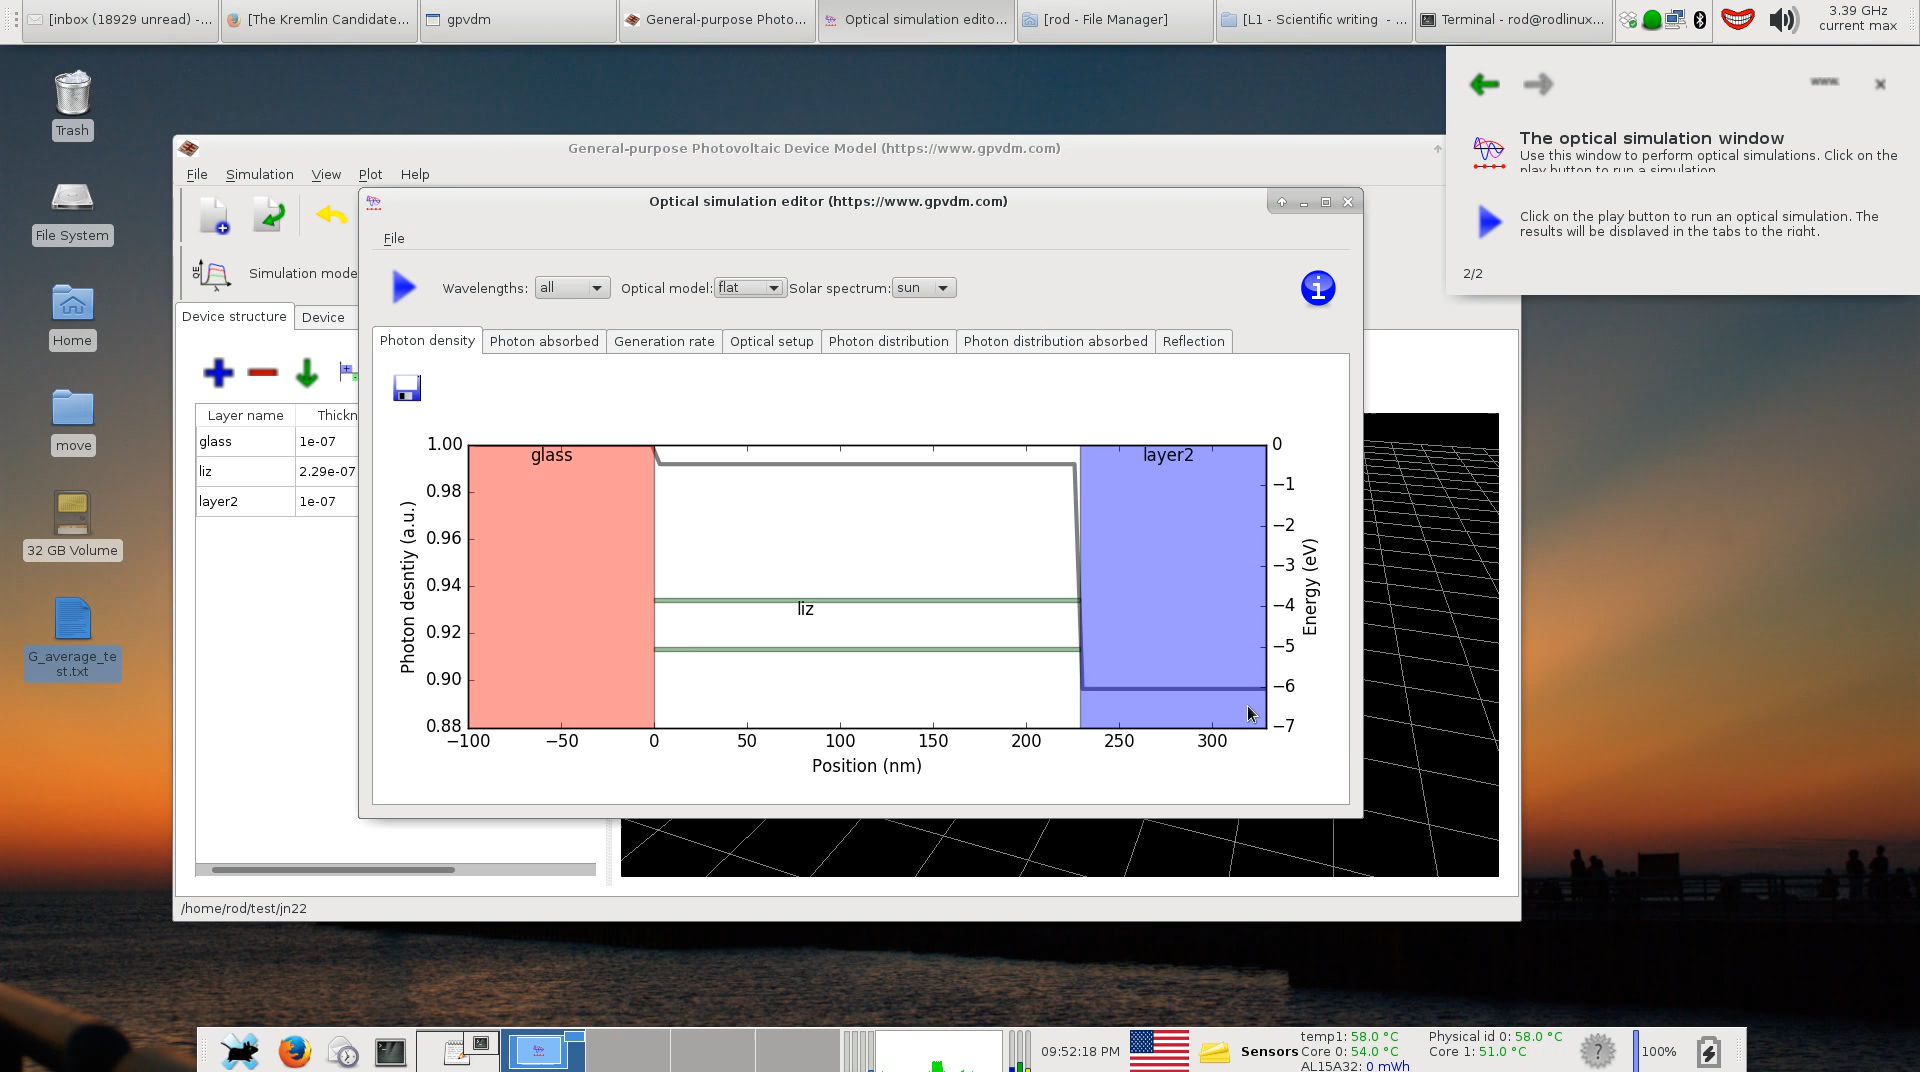 [inbox (18929 unread) -...
[The Kremlin Candidate...
gpvdm
General-purpose Photo...
Optical simulation edito...
[rod - File Manager]
[L1 - Scientific writing - ...
Terminal - rod@rodlinux...
3.39 GHz
current max
Trash
File System
Home
move
32 GB Volume
G_average_te
st.txt
www.
The optical simulation window
Use this window to perform optical simulations. Click on the
play button to run a simulation
Click on the play button to run an optical simulation. The
results will be displayed in the tabs to the right.
2/2
General-purpose Photovoltaic Device Model (https://www.gpvdm.com)
File Simulation View Plot Help
QE
Simulation mode
Device structure
Device
Layer name Thickn
glass 1e-07
liz 2.29e-07
layer2 1e-07
/home/rod/test/jn22
Optical simulation editor (https://www.gpvdm.com)
File
Wavelengths: all Optical model: flat Solar spectrum: sun
i
Photon density Photon absorbed Generation rate Optical setup Photon distribution Photon distribution absorbed Reflection
1.00
0.98
0.96
0.94
0.92
0.90
0.88
Photon desntiy (a.u.)
glass
liz
layer2
0
−1
−2
−3
−4
−5
−6
−7
Energy (eV)
−100 −50 0 50 100 150 200 250 300
Position (nm)
09:52:18 PM
Sensors
temp1: 58.0 °C
Core 0: 54.0 °C
AL15A32: 0 mWh
Physical id 0: 58.0 °C
Core 1: 51.0 °C
?
100%